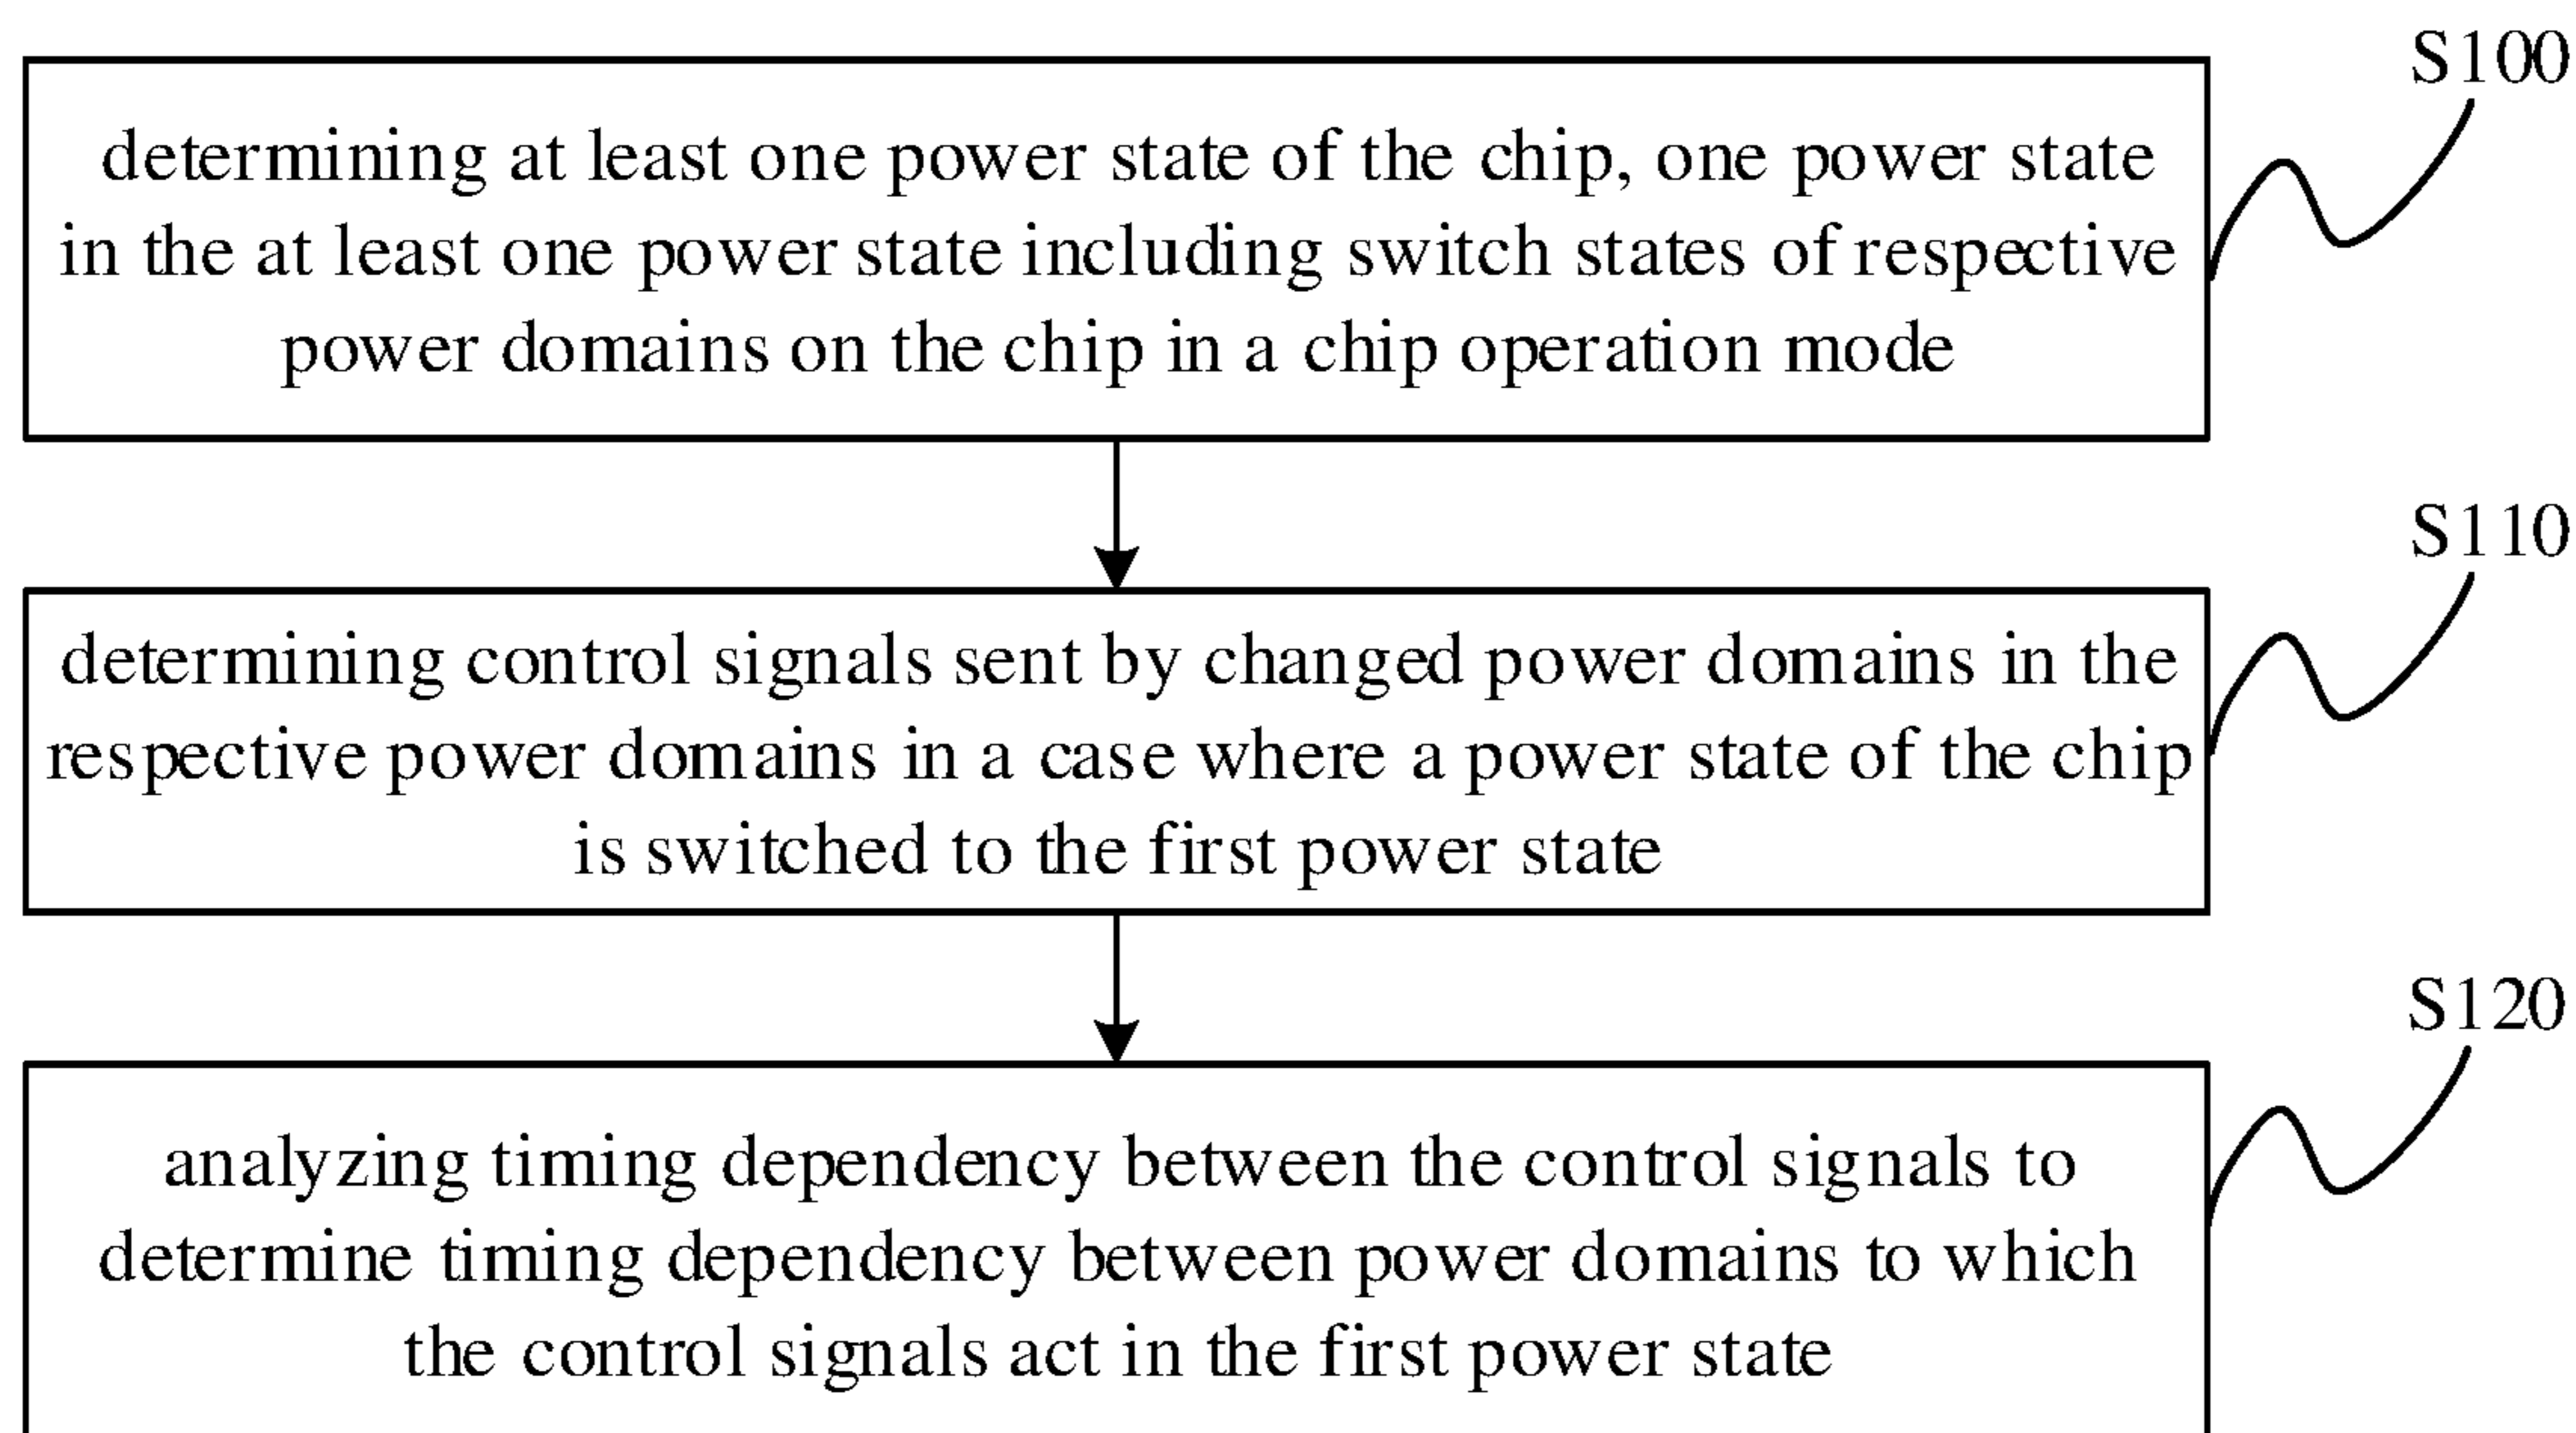 S100
determining at least one power state of the chip, one power state
in the at least one power state including switch states of respective
power domains on the chip in a chip operation mode
S110
determining control signals sent by changed power domains in the
respective power domains in a case where a power state of the chip
is switched to the first power state
S120
analyzing timing dependency between the control signals to
determine timing dependency between power domains to which
the control signals act in the first power state